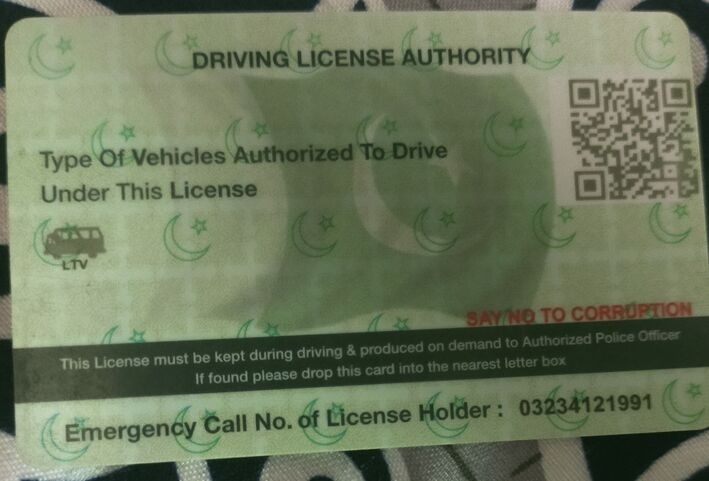 DRIVING LICENSE AUTHORITY
Type Of Vehicles Authorized To Drive
Under This License
LTV
SAY NO TO CORRUPTION
This License must be kept during driving & produced on demand to Authorized Police Officer
If found please drop this card into the nearest letter box
Emergency Call No. of License Holder : 03234121991